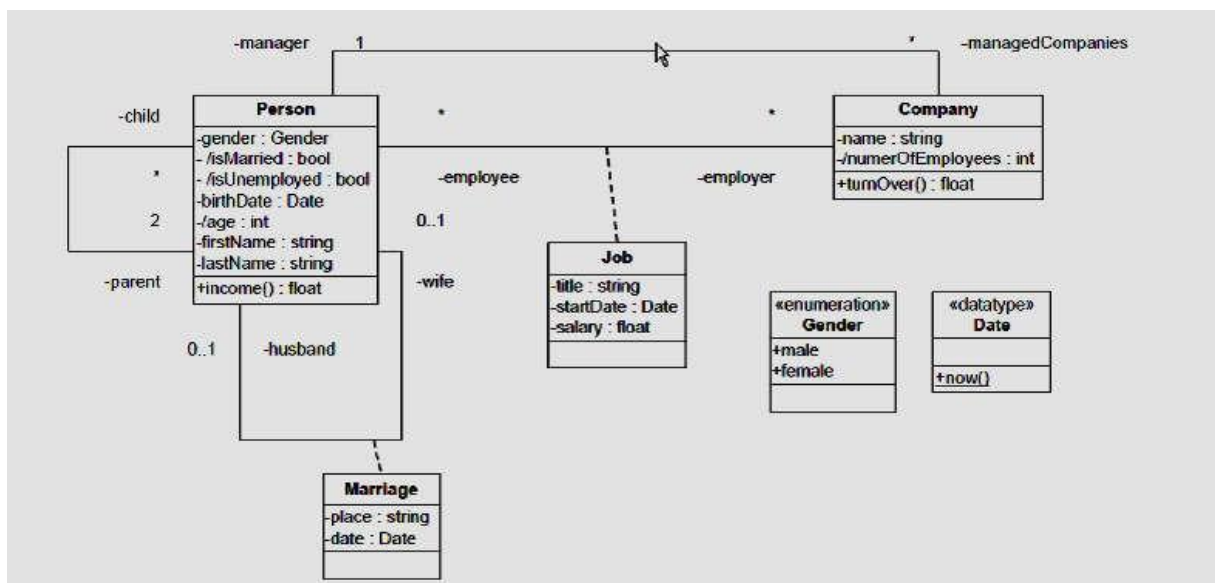 -manager 1 * -managedCompanies
-child
Person
-gender : Gender
- /isMarried : bool
- /isUnemployed : bool
-birthDate : Date
-/age : int
-firstName : string
-lastName : string
+income() : float
* *
-employee -employer
Company
-name : string
-/numerOfEmployees : int
+turnOver() : float
*
2
-parent
0..1
-wife
0..1 -husband
Job
-title : string
-startDate : Date
-salary : float
«enumeration»
Gender
+male
+female
«datatype»
Date
+now()
Marriage
-place : string
-date : Date